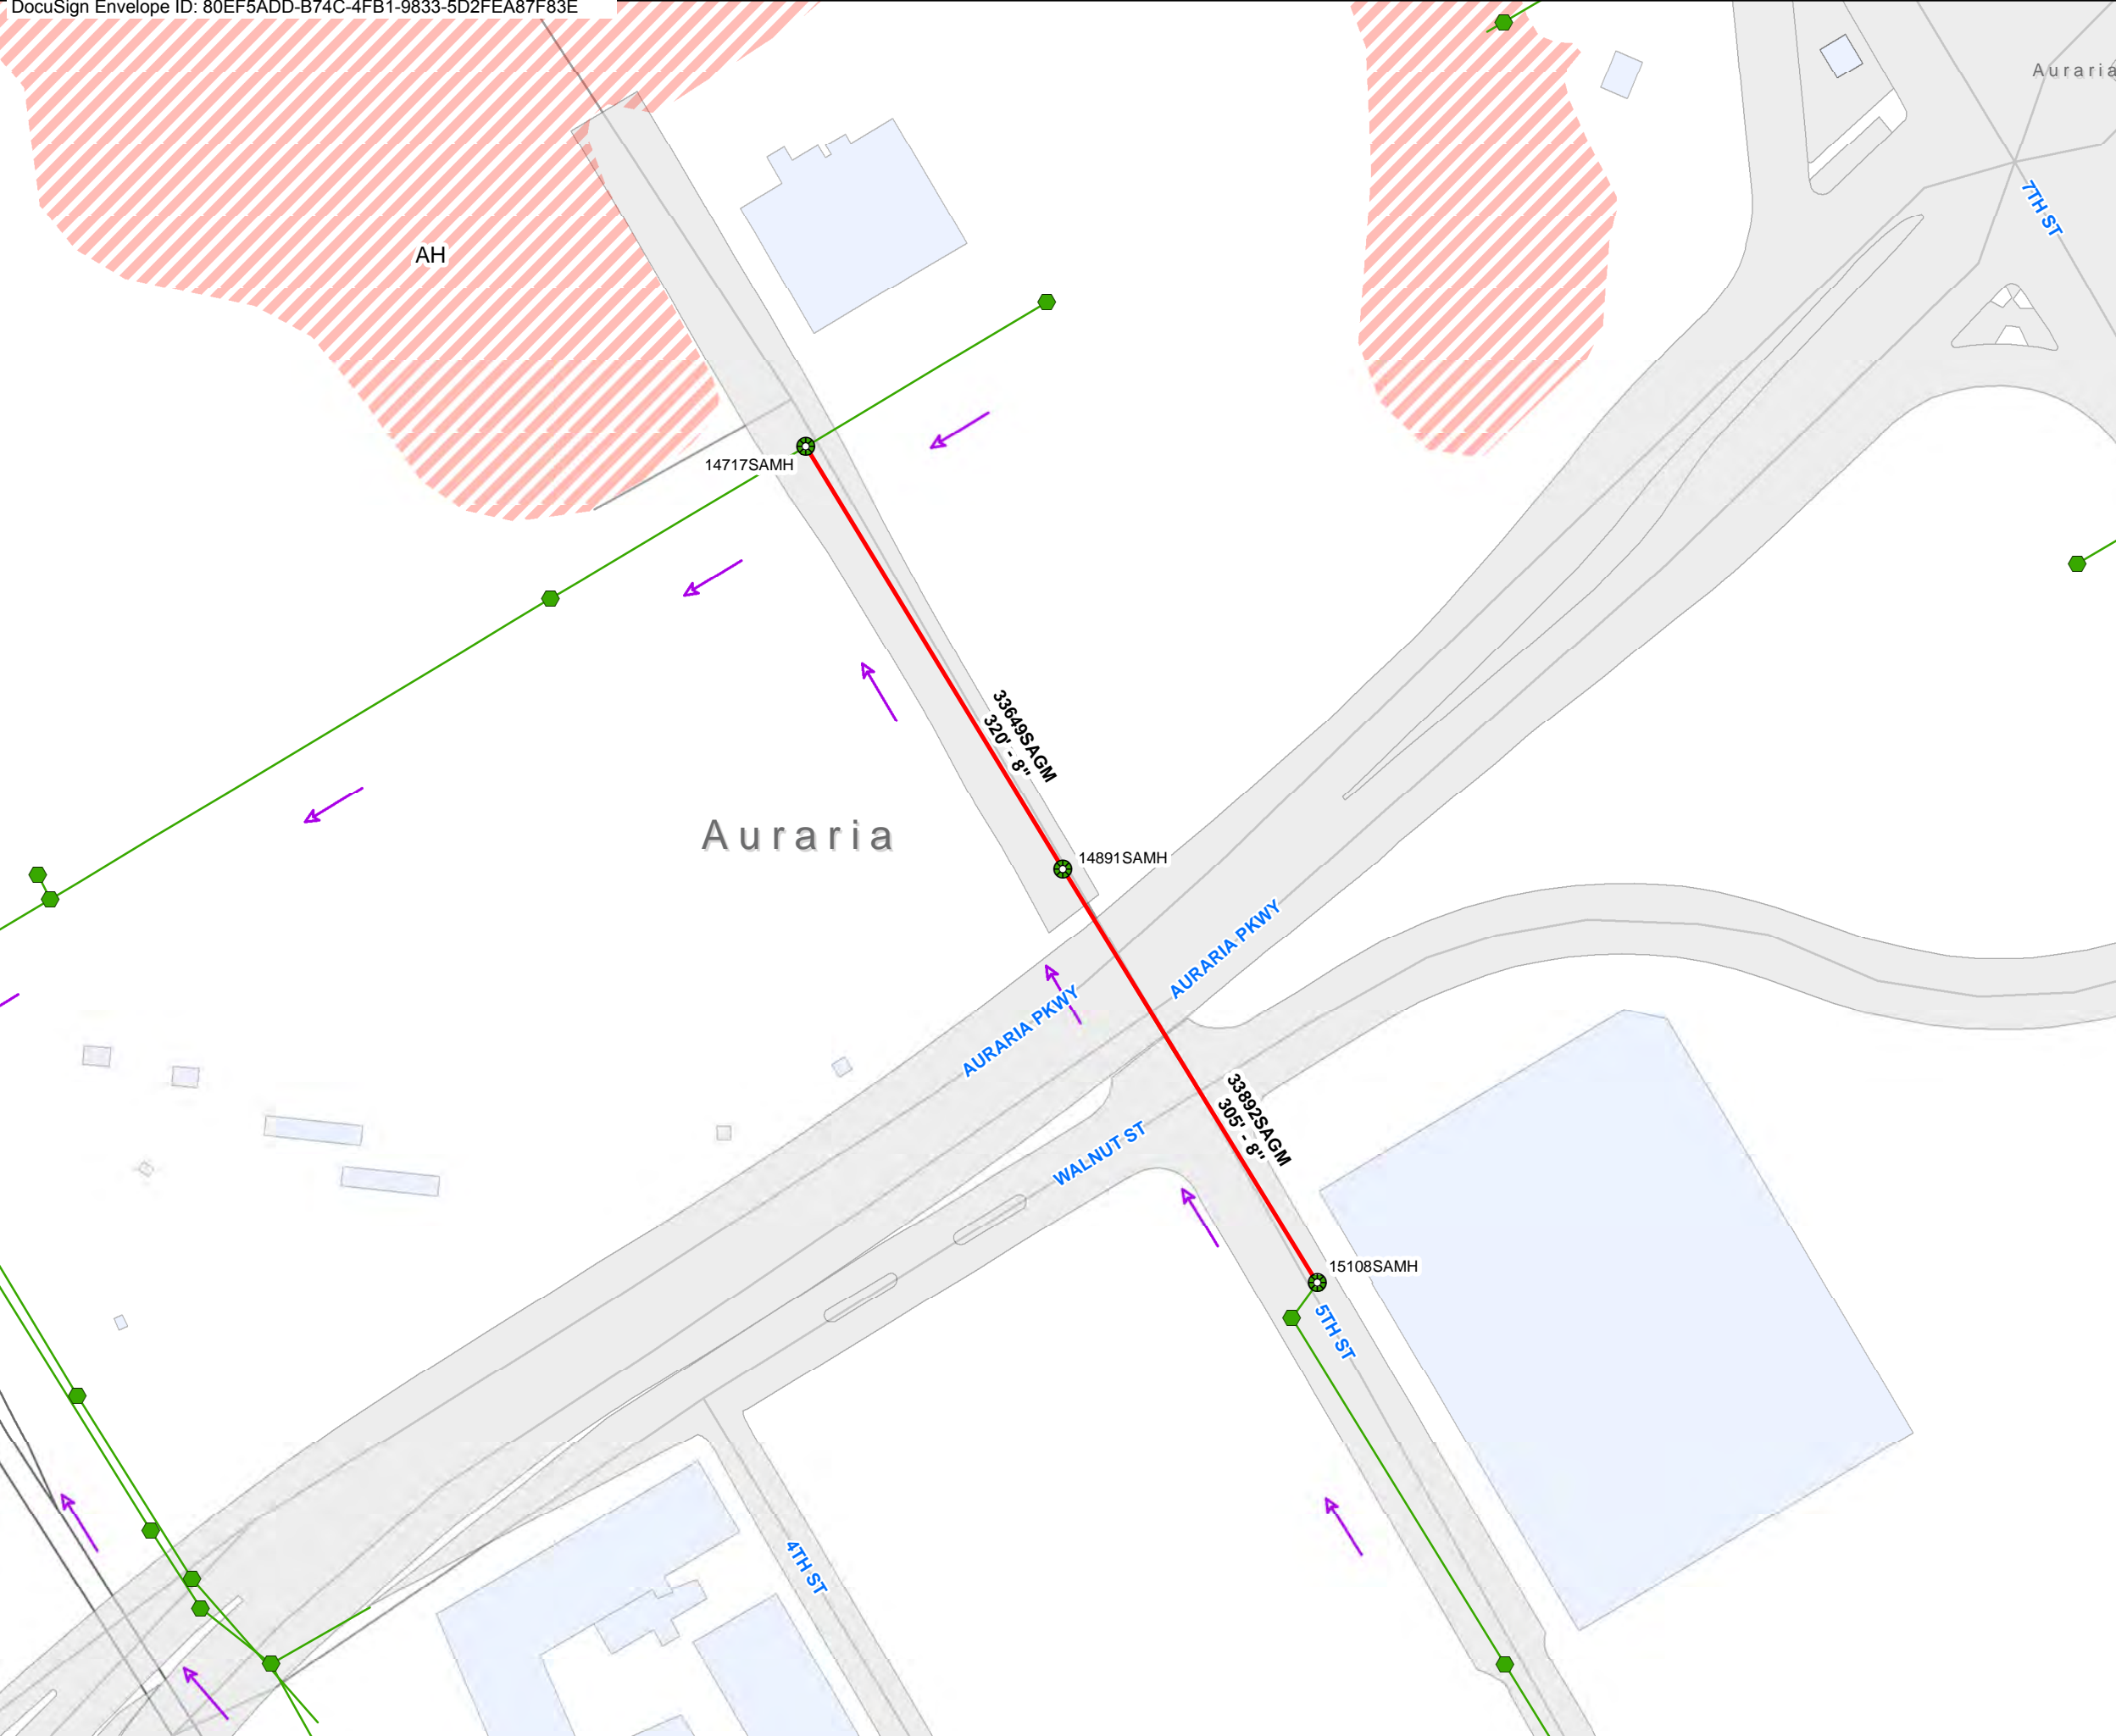 DocuSign Envelope ID: 80EF5ADD-B74C-4FB1-9833-5D2FEA87F83E
Auraria
7TH ST
AH
14717SAMH
33649SAGM
320' - 8"
Auraria
14891SAMH
AURARIA PKWY
AURARIA PKWY
33892SAGM
305' - 8"
WALNUT ST
15108SAMH
5TH ST
4TH ST